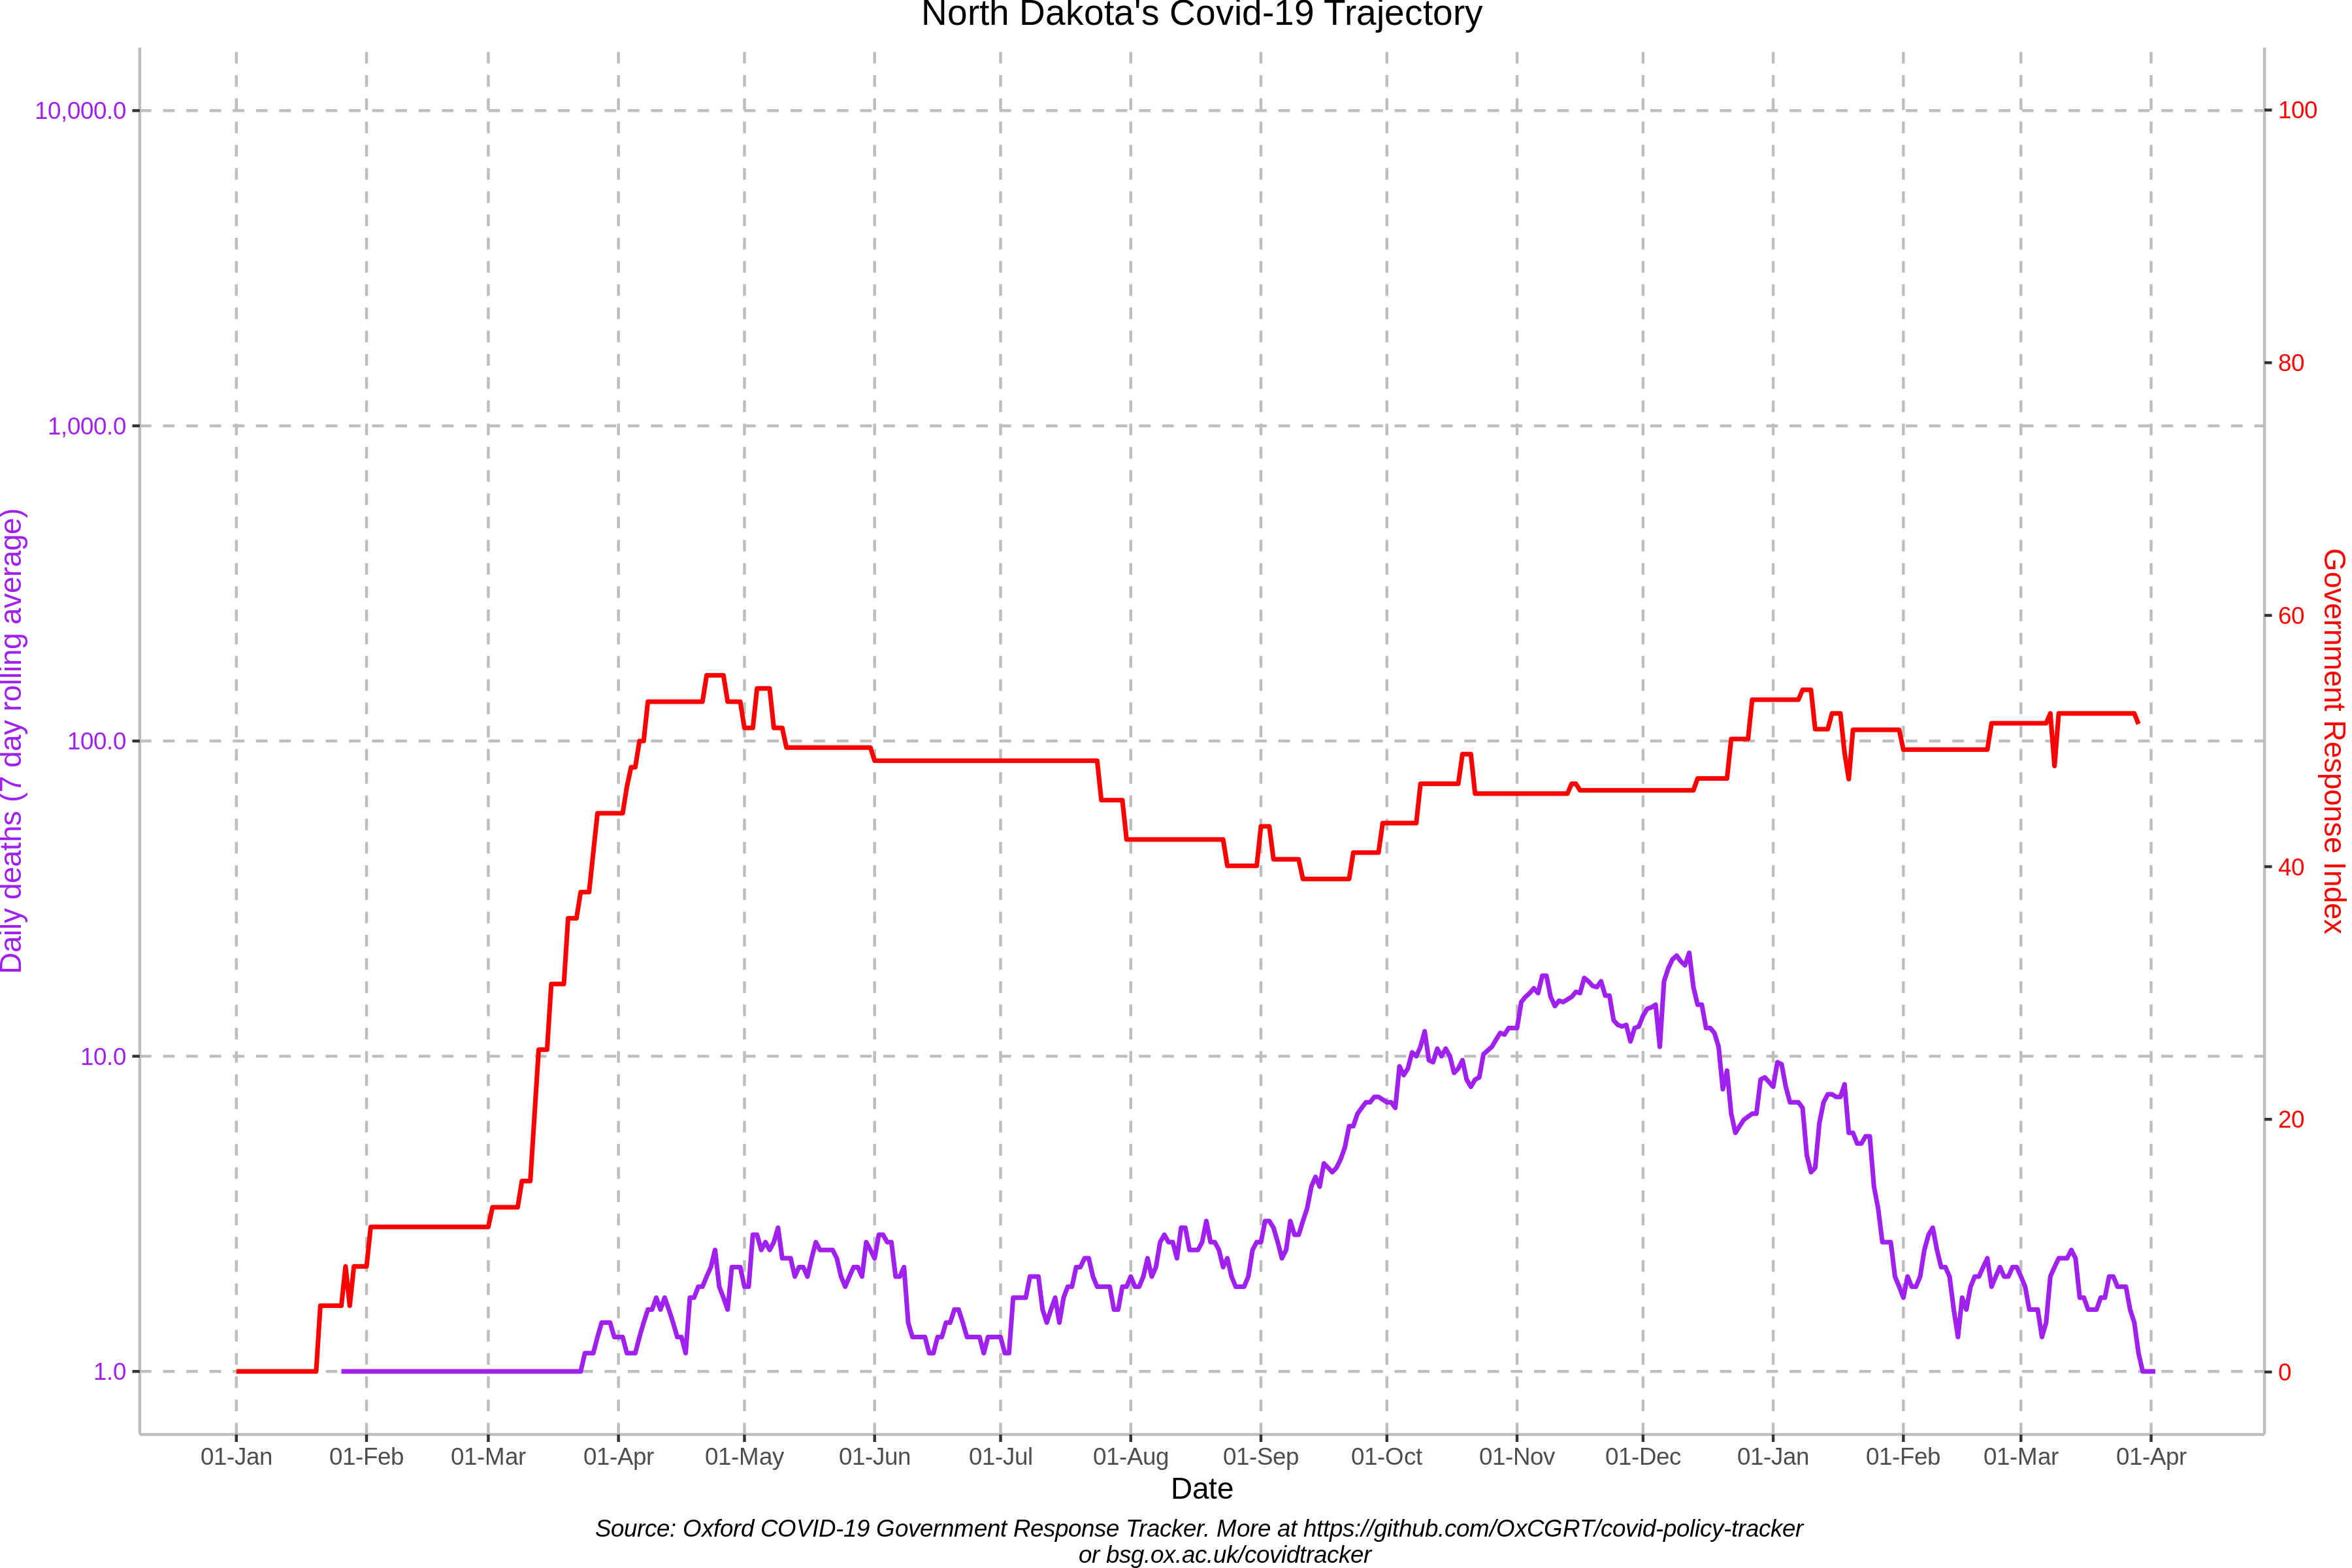 North Dakota's Covid-19 Trajectory
10,000.0
1,000.0
100.0
10.0
1.0
Daily deaths (7 day rolling average)
100
80
60
40
20
0
Government Response Index
01-Jan 01-Feb 01-Mar 01-Apr 01-May 01-Jun 01-Jul 01-Aug 01-Sep 01-Oct 01-Nov 01-Dec 01-Jan 01-Feb 01-Mar 01-Apr
Date
Source: Oxford COVID-19 Government Response Tracker. More at https://github.com/OxCGRT/covid-policy-tracker
or bsg.ox.ac.uk/covidtracker